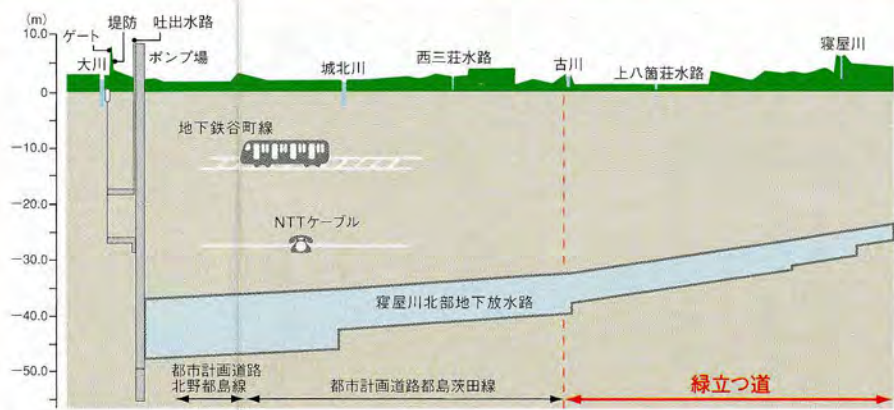 (m)
10.0
0
−10.0
−20.0
−30.0
−40.0
−50.0
ゲート
堤防
吐出水路
大川
ポンプ場
城北川
西三荘水路
古川
上八箇荘水路
寝屋川
地下鉄谷町線
NTTケーブル
寝屋川北部地下放水路
都市計画道路
北野都島線
都市計画道路都島茨田線
緑立つ道